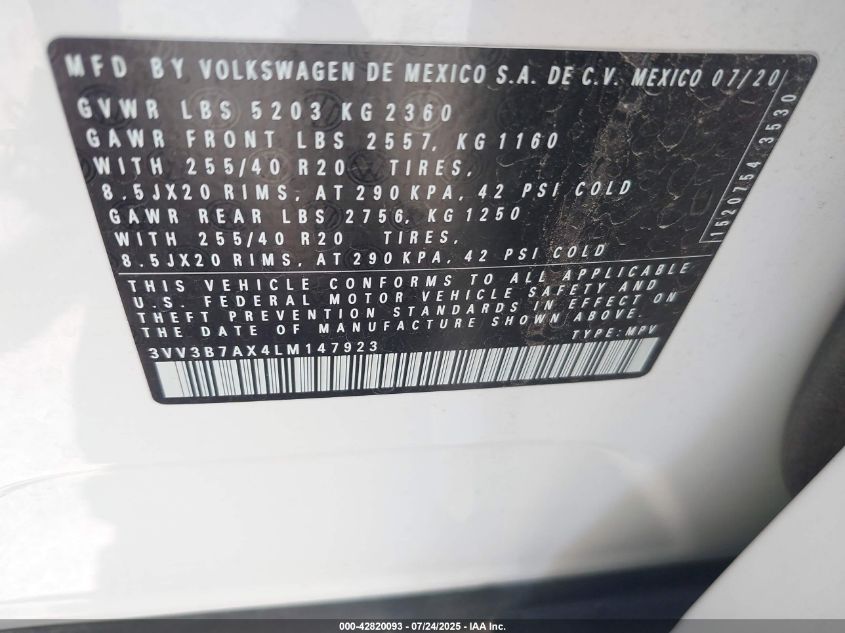 MFD BY VOLKSWAGEN DE MEXICO S.A. DE C.V. MEXICO 07/20
GVWR LBS 5203 KG 2360
GAWR FRONT LBS 2557, KG 1160
WITH 255/40 R20 TIRES,
8.5JX20 RIMS, AT 290 KPA, 42 PSI COLD
GAWR REAR LBS 2756, KG 1250
WITH 255/40 R20 TIRES,
8.5JX20 RIMS, AT 290 KPA, 42 PSI COLD
THIS VEHICLE CONFORMS TO ALL APPLICABLE
U.S. FEDERAL MOTOR VEHICLE SAFETY AND
THEFT PREVENTION STANDARDS IN EFFECT ON
THE DATE OF MANUFACTURE SHOWN ABOVE.
TYPE: MPV
3VV3B7AX4LM147923
1520754 3530
000-42820093 - 07/24/2025 - IAA Inc.